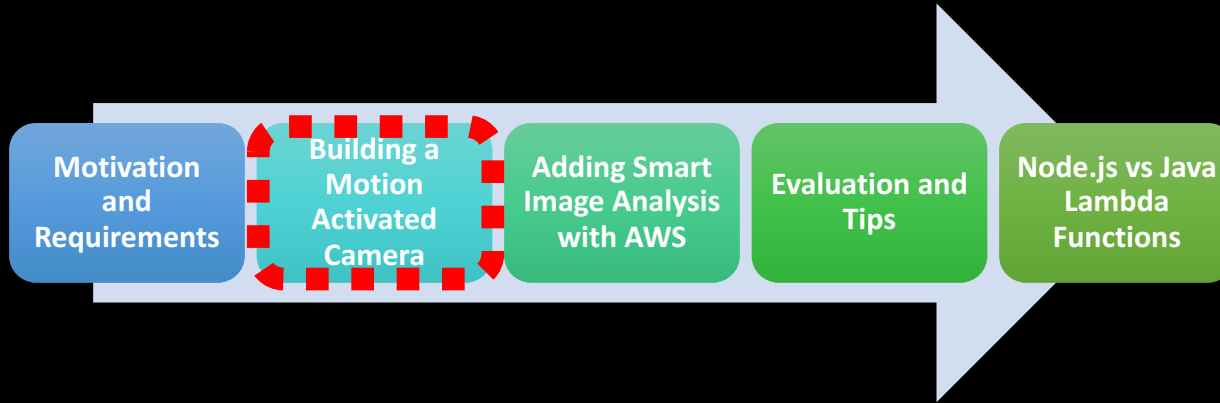 Motivation
and
Requirements
Building a
Motion
Activated
Camera
Adding Smart
Image Analysis
with AWS
Evaluation and
Tips
Node.js vs Java
Lambda
Functions